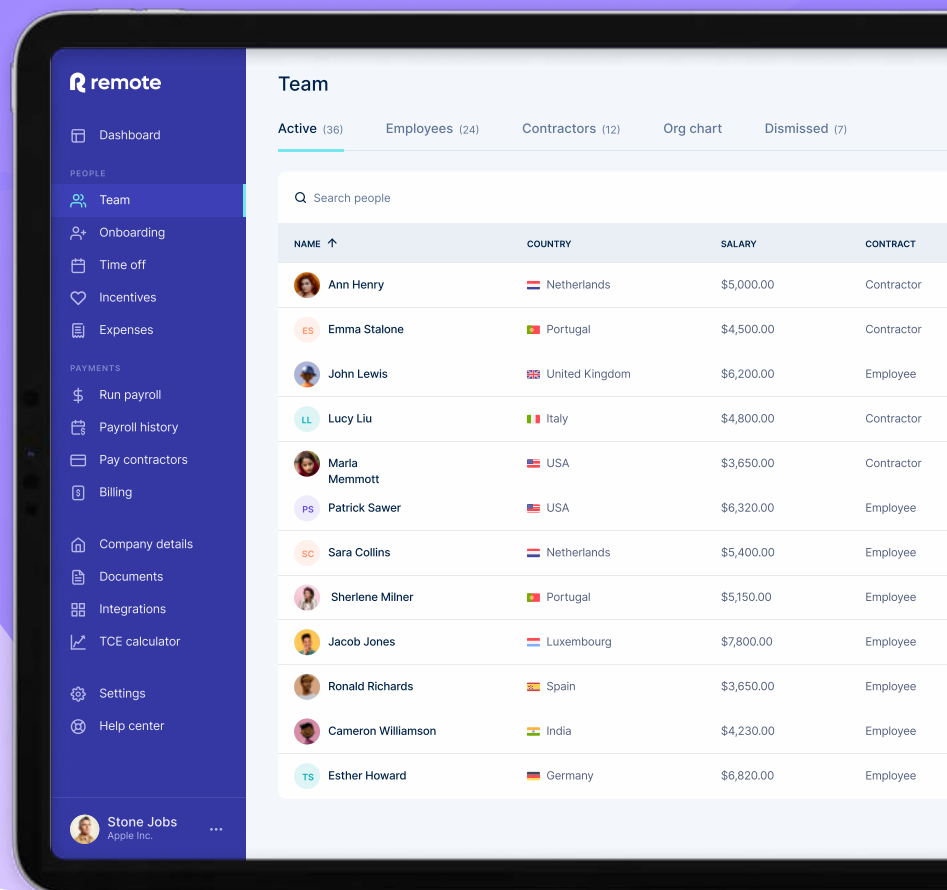 remote
Dashboard
PEOPLE
Team
Onboarding
Time off
Incentives
Expenses
PAYMENTS
Run payroll
Payroll history
Pay contractors
Billing
Company details
Documents
Integrations
TCE calculator
Settings
Help center
Stone Jobs
Apple Inc.
Team
Active (36) Employees (24) Contractors (12) Org chart Dismissed (7)
Search people
NAME COUNTRY SALARY CONTRACT
Ann Henry Netherlands $5,000.00 Contractor
ES Emma Stalone Portugal $4,500.00 Contractor
John Lewis United Kingdom $6,200.00 Employee
LL Lucy Liu Italy $4,800.00 Contractor
Marla USA $3,650.00 Contractor
Memmott
PS Patrick Sawer USA $6,320.00 Employee
SC Sara Collins Netherlands $5,400.00 Employee
Sherlene Milner Portugal $5,150.00 Employee
Jacob Jones Luxembourg $7,800.00 Employee
Ronald Richards Spain $3,650.00 Employee
Cameron Williamson India $4,230.00 Employee
TS Esther Howard Germany $6,820.00 Employee